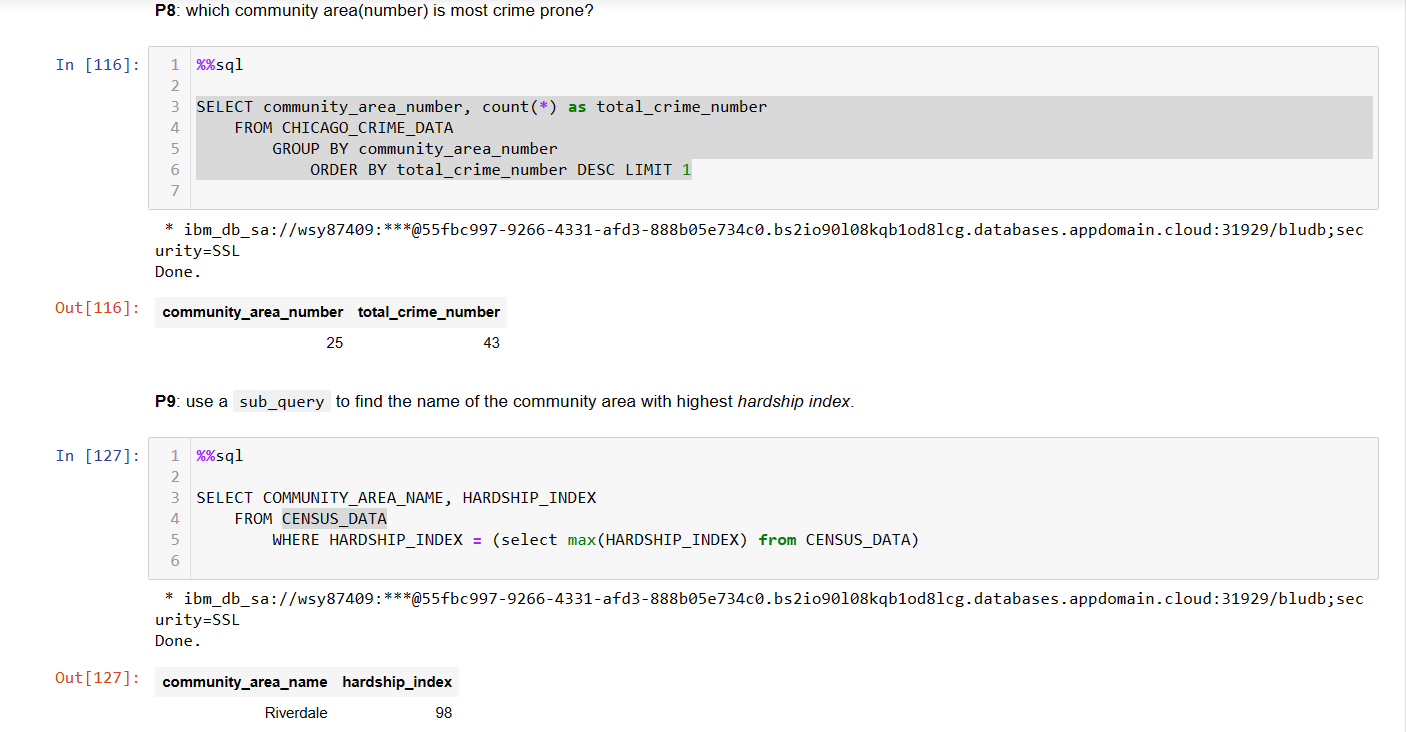 P8: which community area(number) is most crime prone?
In [116]:
1 %%sql
2
3 SELECT community_area_number, count(*) as total_crime_number
4 FROM CHICAGO_CRIME_DATA
5 GROUP BY community_area_number
6 ORDER BY total_crime_number DESC LIMIT 1
7
* ibm_db_sa://wsy87409:***@55fbc997-9266-4331-afd3-888b05e734c0.bs2io90l08kqb1od8lcg.databases.appdomain.cloud:31929/bludb;sec
urity=SSL
Done.
Out[116]:
community_area_number total_crime_number
25 43
P9: use a sub_query to find the name of the community area with highest hardship index.
In [127]:
1 %%sql
2
3 SELECT COMMUNITY_AREA_NAME, HARDSHIP_INDEX
4 FROM CENSUS_DATA
5 WHERE HARDSHIP_INDEX = (select max(HARDSHIP_INDEX) from CENSUS_DATA)
6
* ibm_db_sa://wsy87409:***@55fbc997-9266-4331-afd3-888b05e734c0.bs2io90l08kqb1od8lcg.databases.appdomain.cloud:31929/bludb;sec
urity=SSL
Done.
Out[127]:
community_area_name hardship_index
Riverdale 98